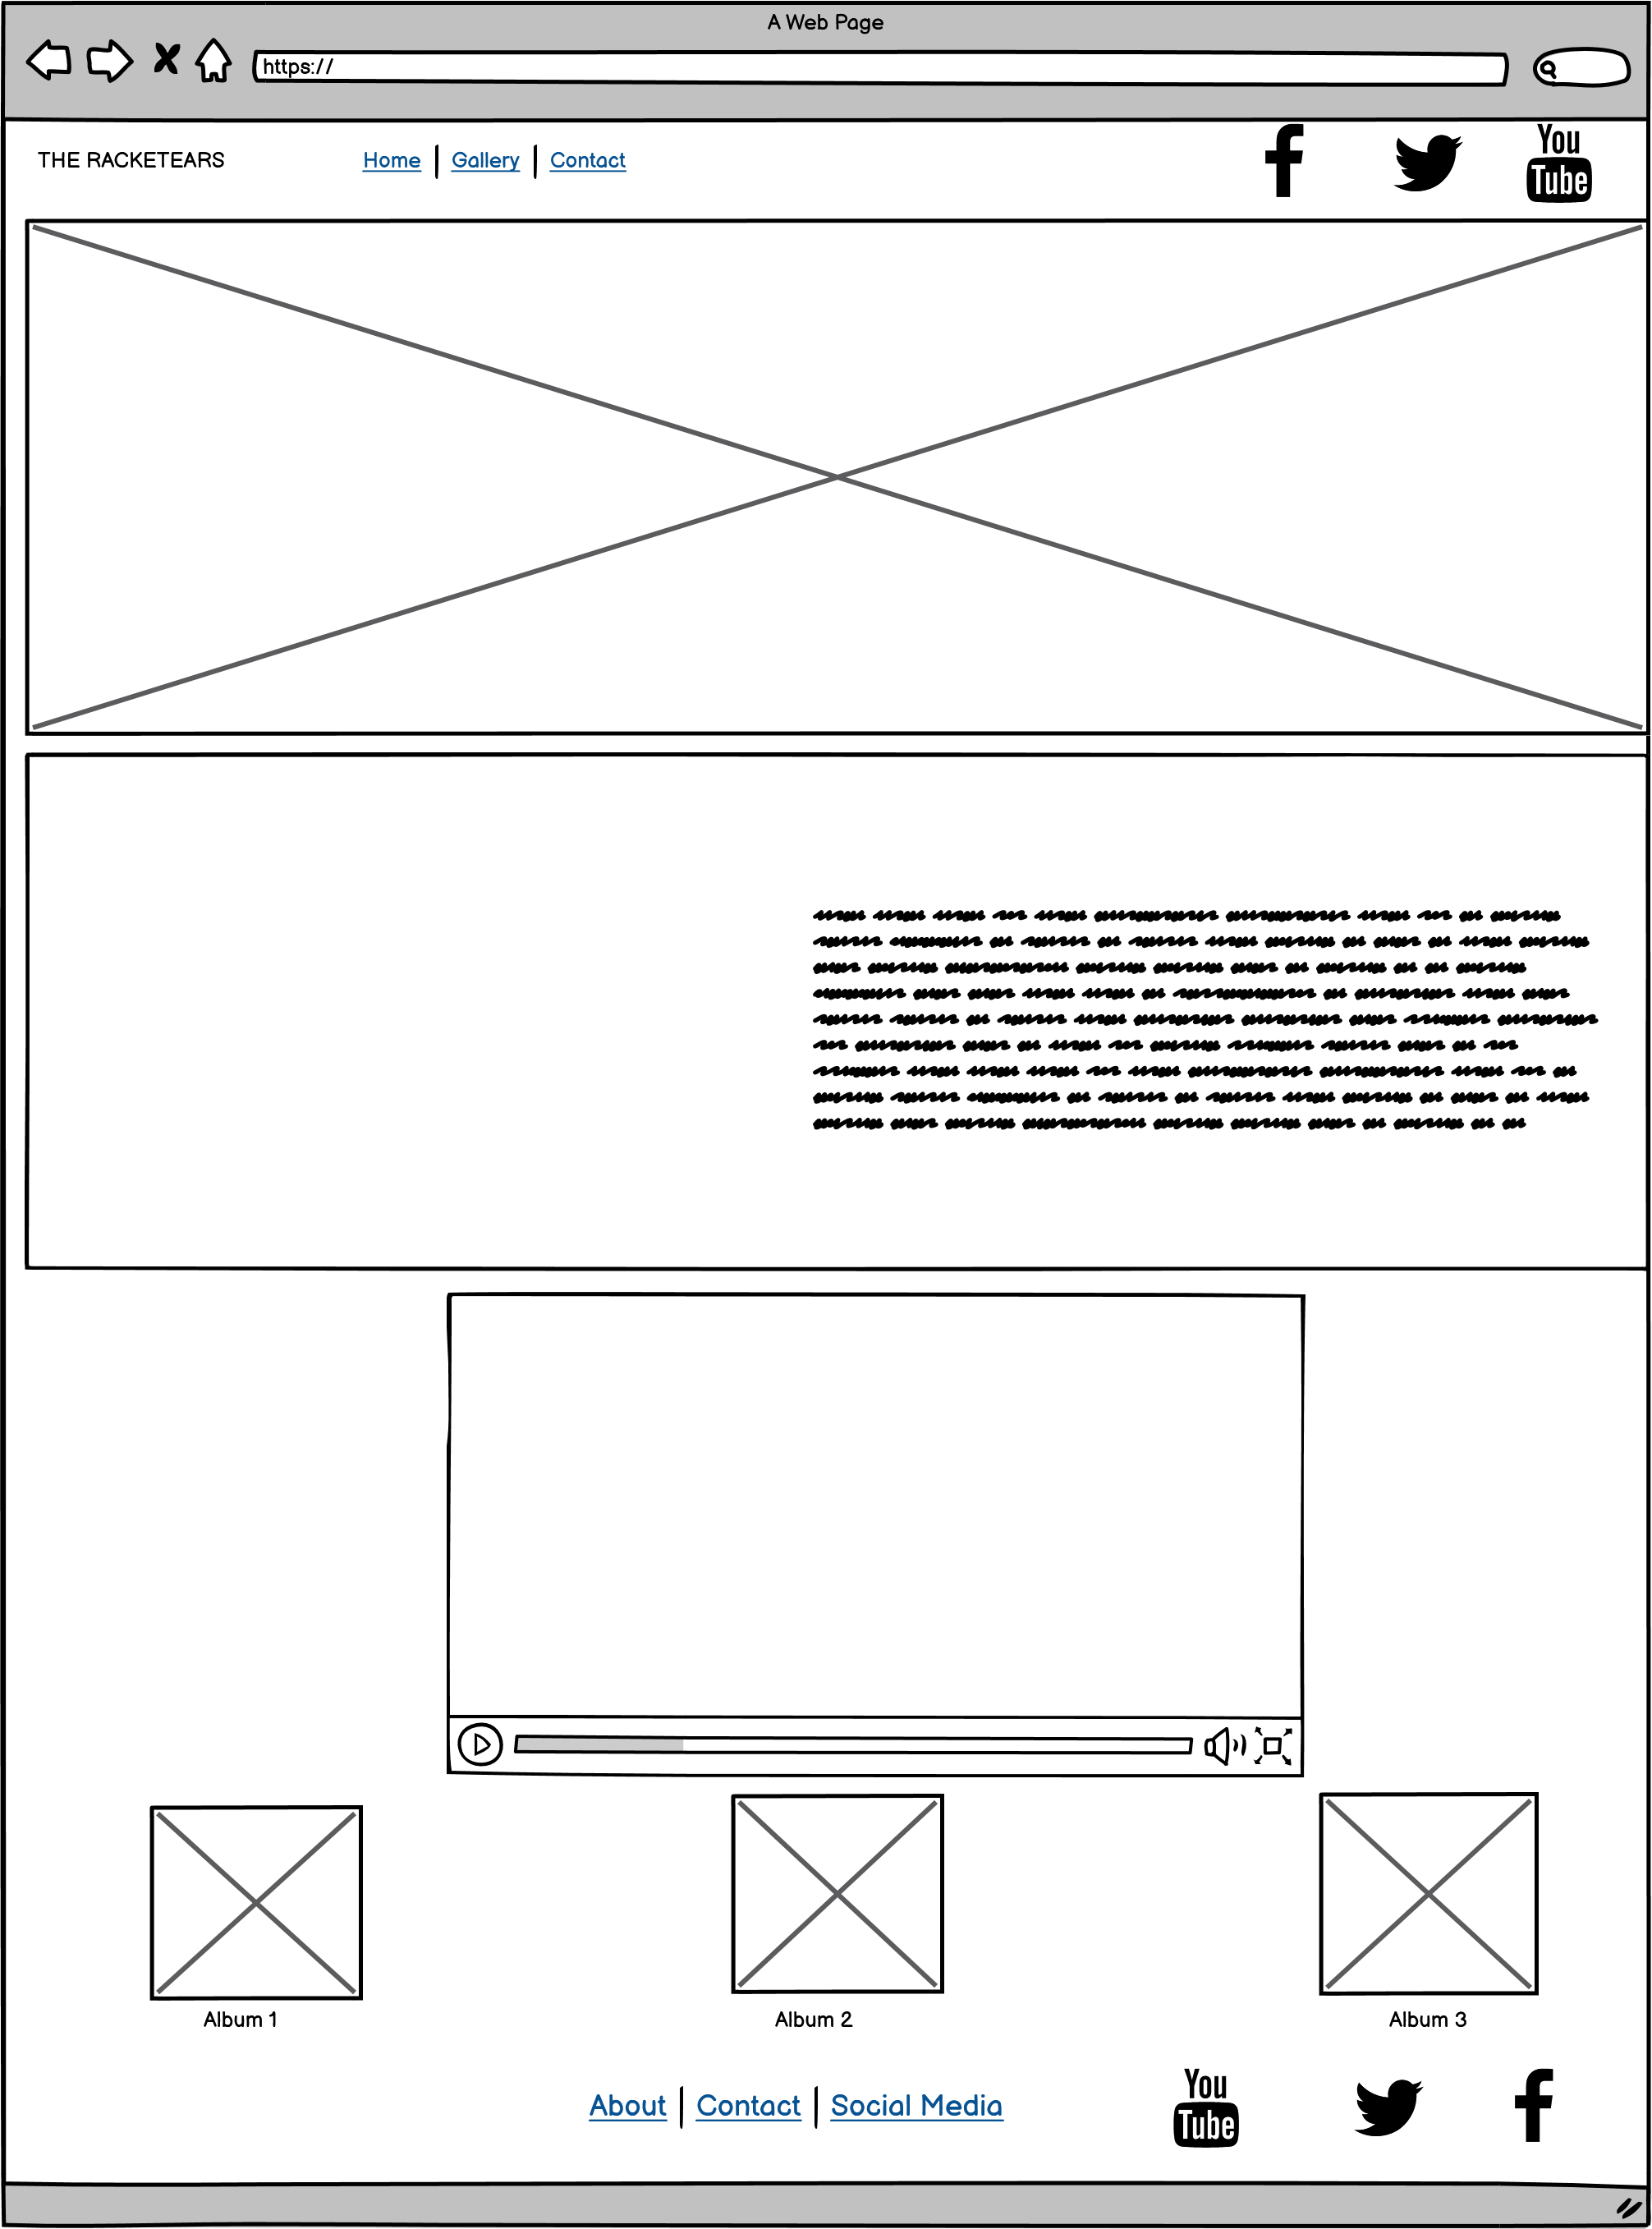 A Web Page
https://
THE RACKETEARS
Home | Gallery | Contact
You
Tube
Album 1
Album 2
Album 3
About | Contact | Social Media
You
Tube